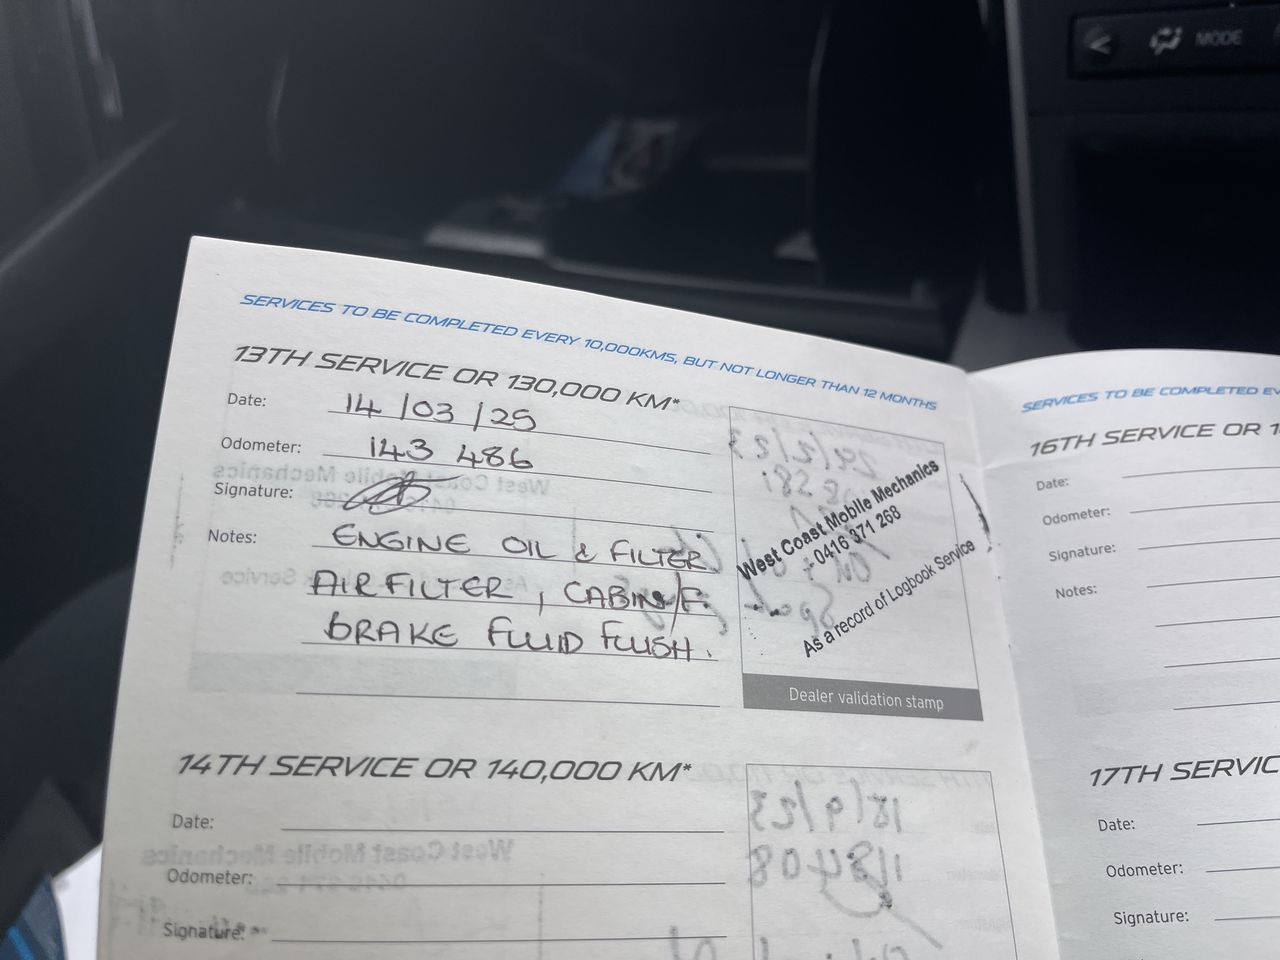 MODE
SERVICES TO BE COMPLETED EVERY 10,000KMS, BUT NOT LONGER THAN 12 MONTHS
13TH SERVICE OR 130,000 KM*
Date: 14/03/25
Odometer: 143 486
Signature:
Notes: ENGINE OIL & FILTER
AIR FILTER, CABIN/F.
BRAKE FLUID FLUSH.
West Coast Mobile Mechanics
0416 371 268
As a record of Logbook Service
Dealer validation stamp
14TH SERVICE OR 140,000 KM*
Date:
Odometer:
Signature:
SERVICES TO BE COMPLETED
16TH SERVICE OR
Date:
Odometer:
Signature:
Notes:
17TH
Date:
Odometer:
Signature: